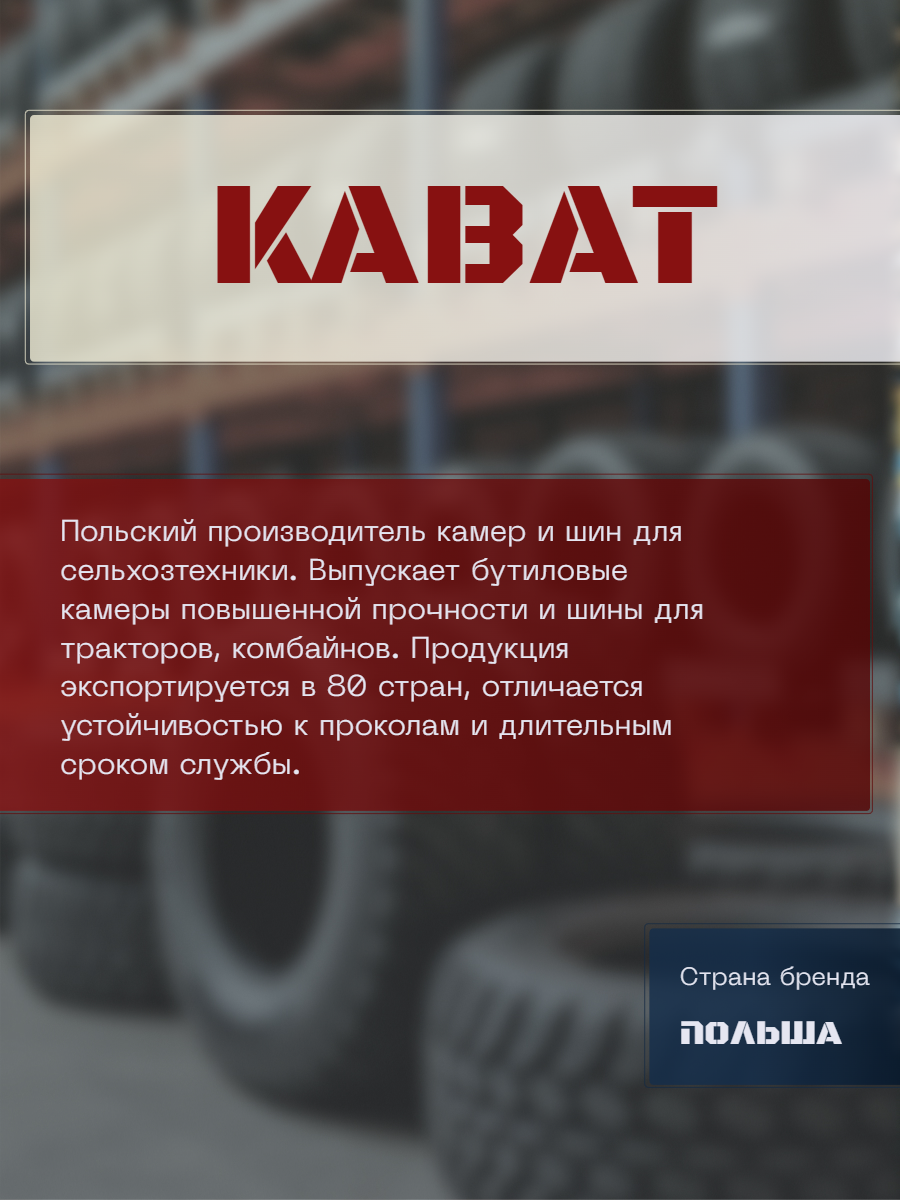 КАВАТ
Польский производитель камер и шин для
сельхозтехники. Выпускает бутиловые
камеры повышенной прочности и шины для
тракторов, комбайнов. Продукция
экспортируется в 80 стран, отличается
устойчивостью к проколам и длительным
сроком службы.
Страна бренда
ПОЛЬША